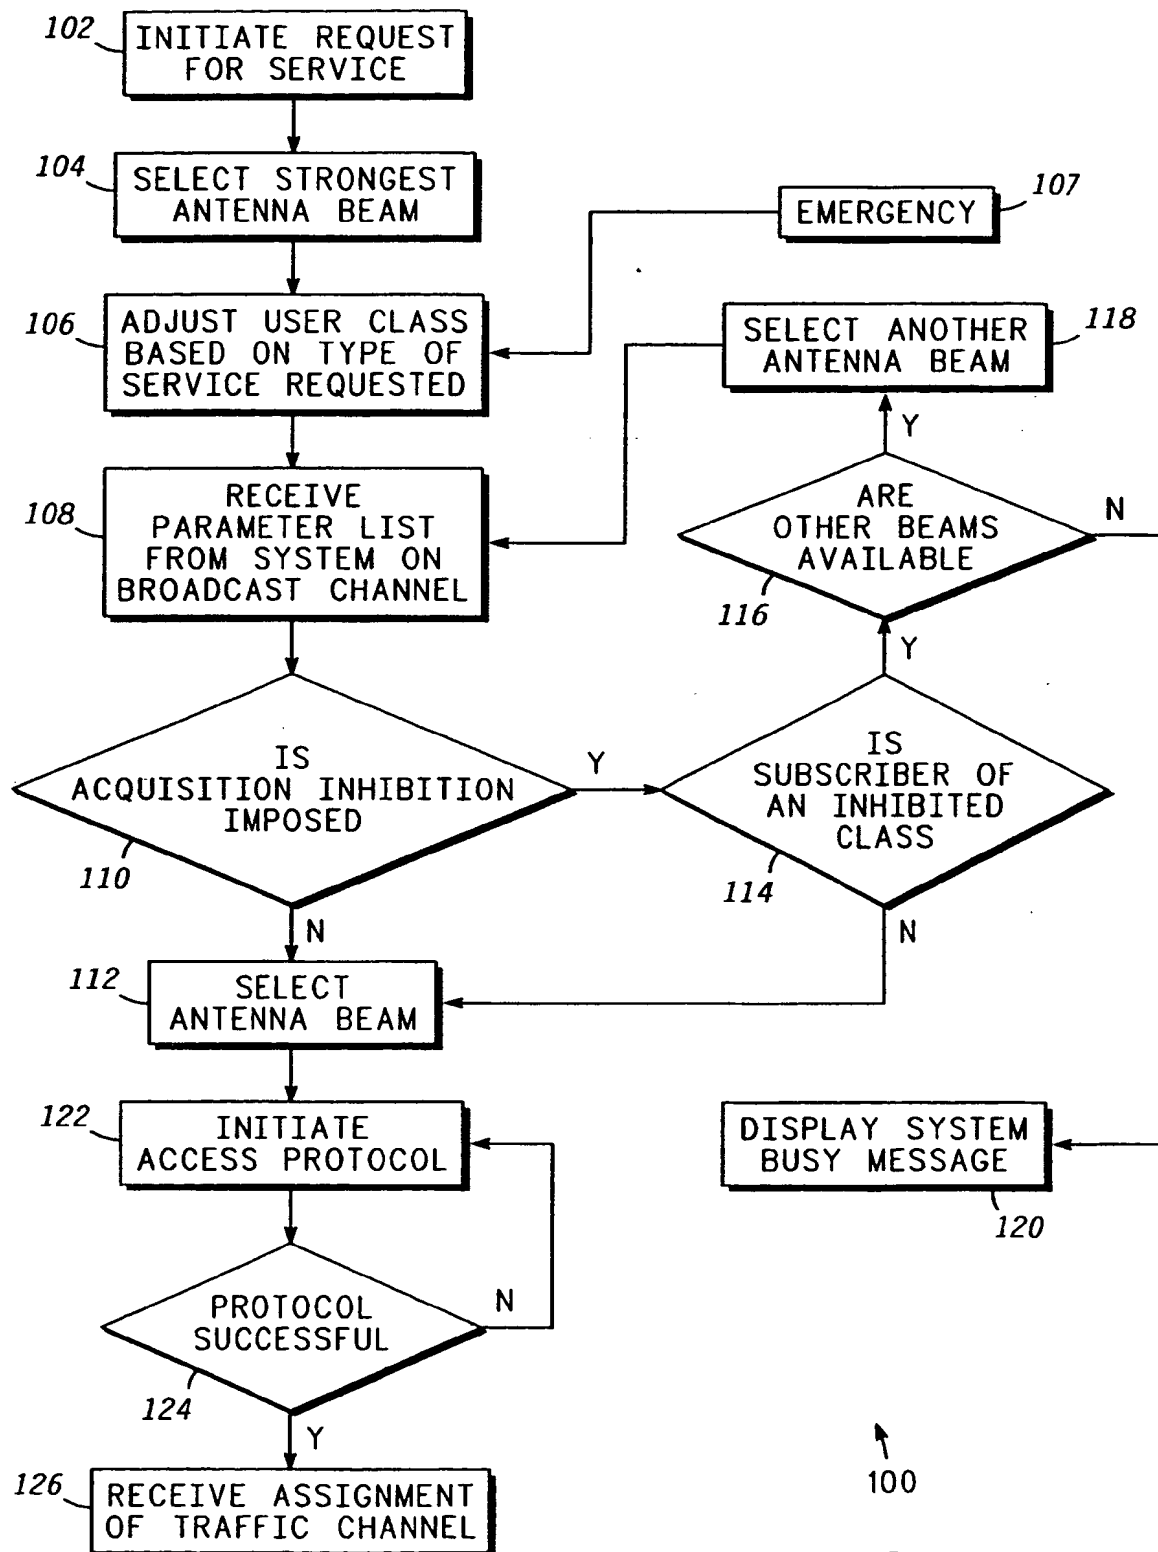 102
INITIATE REQUEST
FOR SERVICE
104
SELECT STRONGEST
ANTENNA BEAM
107
EMERGENCY
106
ADJUST USER CLASS
BASED ON TYPE OF
SERVICE REQUESTED
118
SELECT ANOTHER
ANTENNA BEAM
Y
108
RECEIVE
PARAMETER LIST
FROM SYSTEM ON
BROADCAST CHANNEL
ARE
OTHER BEAMS
AVAILABLE
N
116
Y
IS
ACQUISITION INHIBITION
IMPOSED
Y
110
IS
SUBSCRIBER OF
AN INHIBITED
CLASS
114
N
N
112
SELECT
ANTENNA BEAM
122
INITIATE
ACCESS PROTOCOL
DISPLAY SYSTEM
BUSY MESSAGE
120
PROTOCOL
SUCCESSFUL
N
124
Y
126
RECEIVE ASSIGNMENT
OF TRAFFIC CHANNEL
100